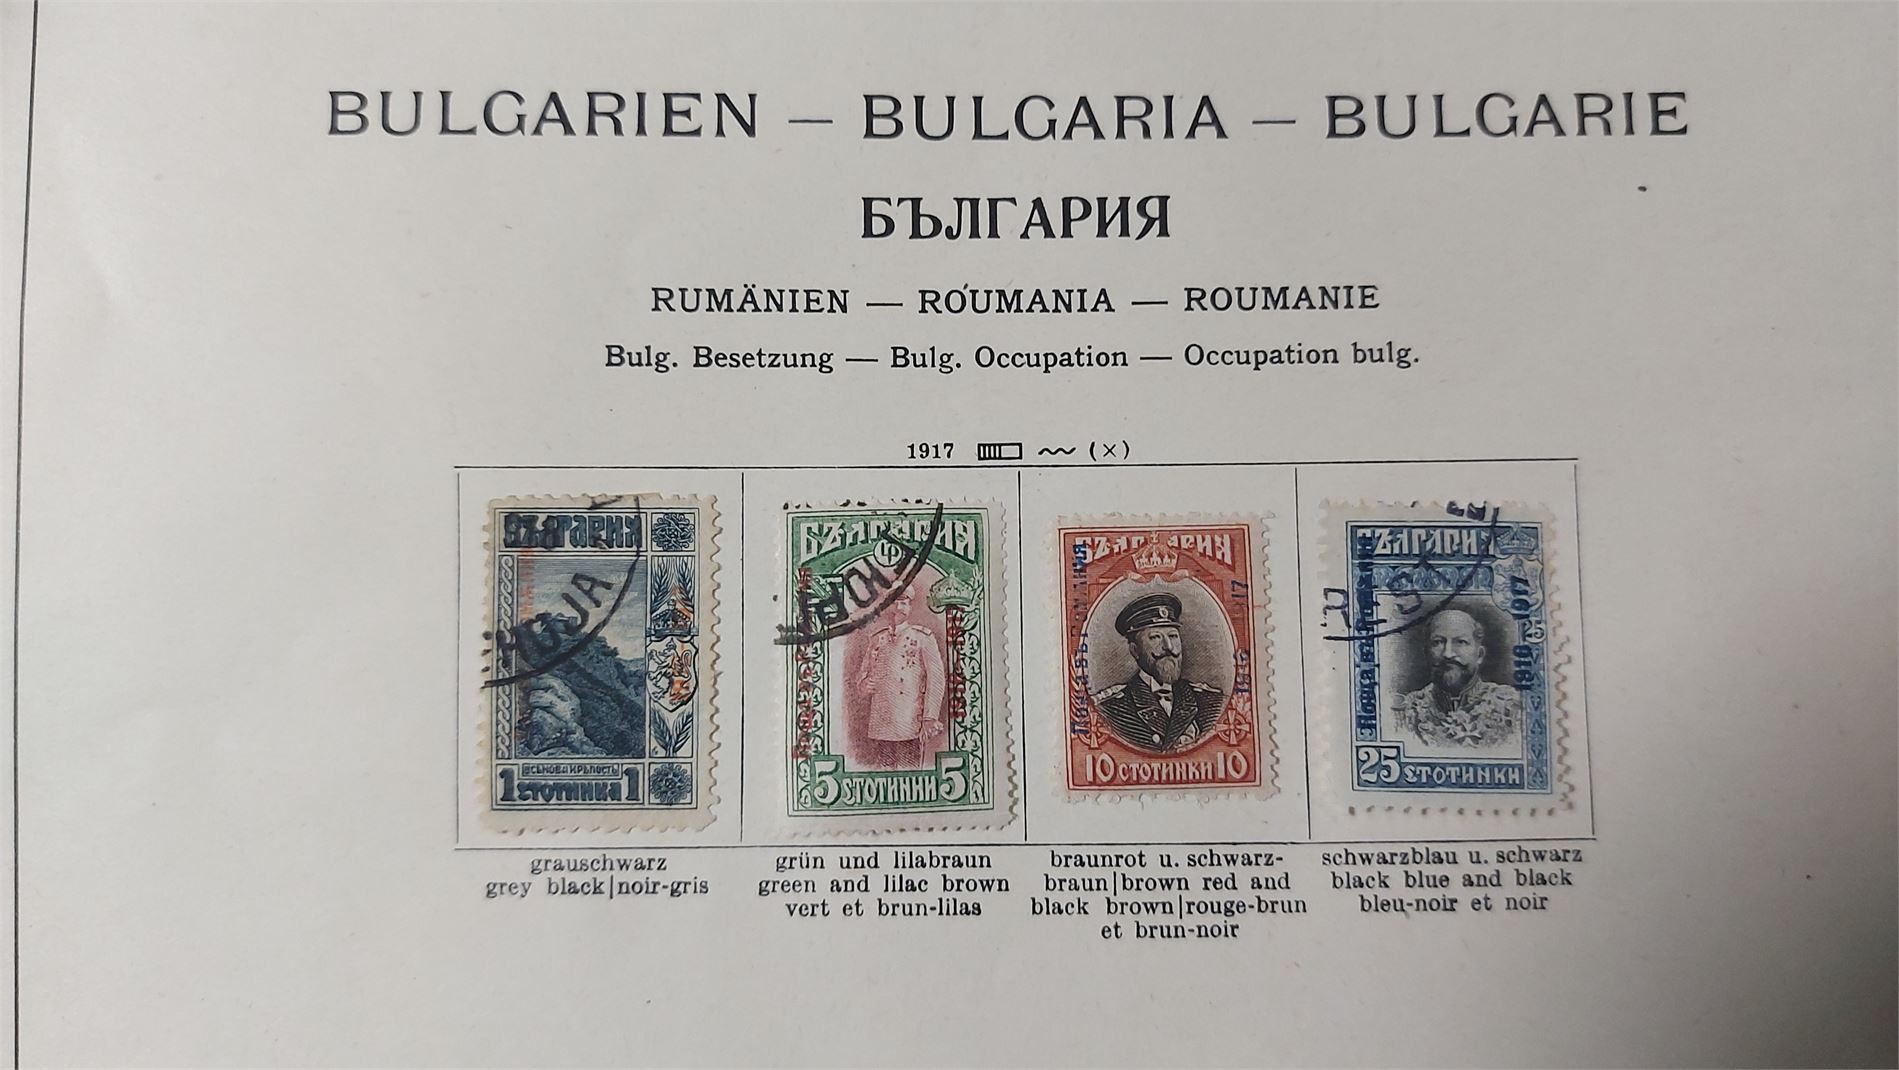 BULGARIEN — BULGARIA — BULGARIE
БЪЛГАРИЯ
RUMÄNIEN — ROUMANIA — ROUMANIE
Bulg. Besetzung — Bulg. Occupation — Occupation bulg.
1917 (×)
БЪЛГАРИЯ
1 СТОТИНКА 1
БЪЛГАРИЯ
5 СТОТИНКИ 5
БЪЛГАРИЯ
1916 1917
10 СТОТИНКИ 10
БЪЛГАРИЯ
1916-1917
25 СТОТИНКИ
grauschwarz
grey black|noir-gris
grün und lilabraun
green and lilac brown
vert et brun-lilas
braunrot u. schwarz-
braun|brown red and
black brown|rouge-brun
et brun-noir
schwarzblau u. schwarz
black blue and black
bleu-noir et noir